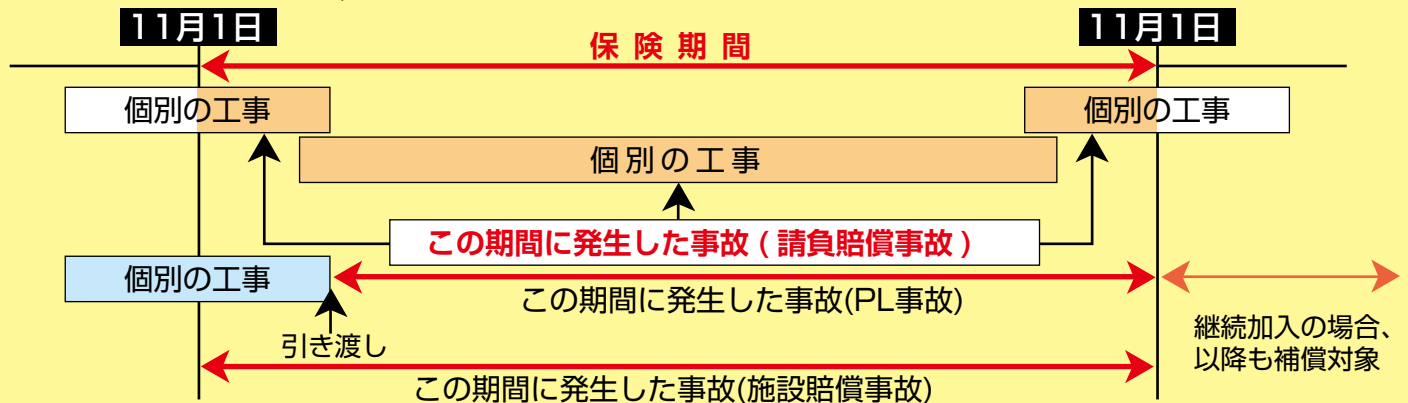 11月1日
11月1日
保険期間
個別の工事
個別の工事
個別の工事
この期間に発生した事故(請負賠償事故)
個別の工事
この期間に発生した事故(PL事故)
引き渡し
継続加入の場合、
以降も補償対象
この期間に発生した事故(施設賠償事故)